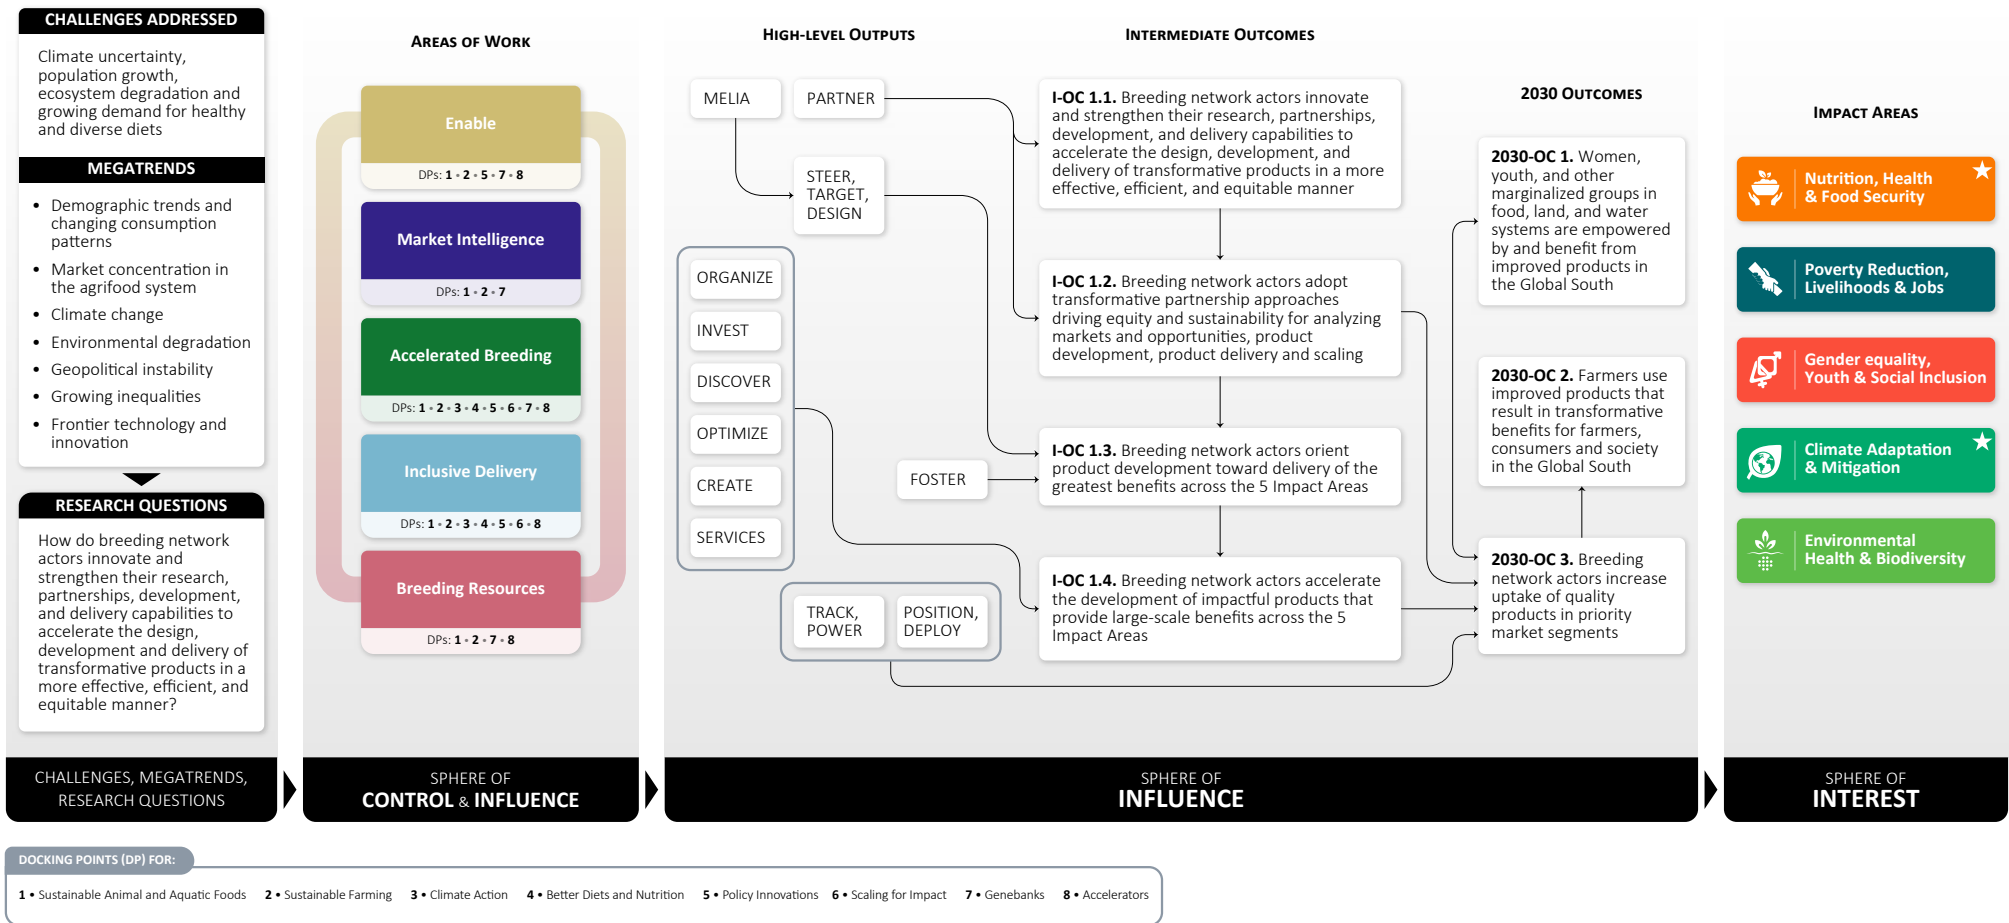 CHALLENGES ADDRESSED
Climate uncertainty,
population growth,
ecosystem degradation and
growing demand for healthy
and diverse diets
MEGATRENDS
• Demographic trends and
changing consumption
patterns
• Market concentration in
the agrifood system
• Climate change
• Environmental degradation
• Geopolitical instability
• Growing inequalities
• Frontier technology and
innovation
RESEARCH QUESTIONS
How do breeding network
actors innovate and
strengthen their research,
partnerships, development,
and delivery capabilities to
accelerate the design,
development and delivery of
transformative products in a
more effective, efficient, and
equitable manner?
CHALLENGES, MEGATRENDS,
RESEARCH QUESTIONS
AREAS OF WORK
Enable
DPs: 1 • 2 • 5 • 7 • 8
Market Intelligence
DPs: 1 • 2 • 7
Accelerated Breeding
DPs: 1 • 2 • 3 • 4 • 5 • 6 • 7 • 8
Inclusive Delivery
DPs: 1 • 2 • 3 • 4 • 5 • 6 • 8
Breeding Resources
DPs: 1 • 2 • 7 • 8
SPHERE OF
CONTROL & INFLUENCE
HIGH-LEVEL OUTPUTS
MELIA
PARTNER
STEER,
TARGET,
DESIGN
ORGANIZE
INVEST
DISCOVER
OPTIMIZE
CREATE
SERVICES
FOSTER
TRACK,
POWER
POSITION,
DEPLOY
INTERMEDIATE OUTCOMES
I-OC 1.1. Breeding network actors innovate
and strengthen their research, partnerships,
development, and delivery capabilities to
accelerate the design, development, and
delivery of transformative products in a more
effective, efficient, and equitable manner
I-OC 1.2. Breeding network actors adopt
transformative partnership approaches
driving equity and sustainability for analyzing
markets and opportunities, product
development, product delivery and scaling
I-OC 1.3. Breeding network actors orient
product development toward delivery of the
greatest benefits across the 5 Impact Areas
I-OC 1.4. Breeding network actors accelerate
the development of impactful products that
provide large-scale benefits across the 5
Impact Areas
2030 OUTCOMES
2030-OC 1. Women,
youth, and other
marginalized groups in
food, land, and water
systems are empowered
by and benefit from
improved products in
the Global South
2030-OC 2. Farmers use
improved products that
result in transformative
benefits for farmers,
consumers and society
in the Global South
2030-OC 3. Breeding
network actors increase
uptake of quality
products in priority
market segments
SPHERE OF
INFLUENCE
IMPACT AREAS
Nutrition, Health
& Food Security
Poverty Reduction,
Livelihoods & Jobs
Gender equality,
Youth & Social Inclusion
Climate Adaptation
& Mitigation
Environmental
Health & Biodiversity
SPHERE OF
INTEREST
DOCKING POINTS (DP) FOR:
1 • Sustainable Animal and Aquatic Foods 2 • Sustainable Farming 3 • Climate Action 4 • Better Diets and Nutrition 5 • Policy Innovations 6 • Scaling for Impact 7 • Genebanks 8 • Accelerators